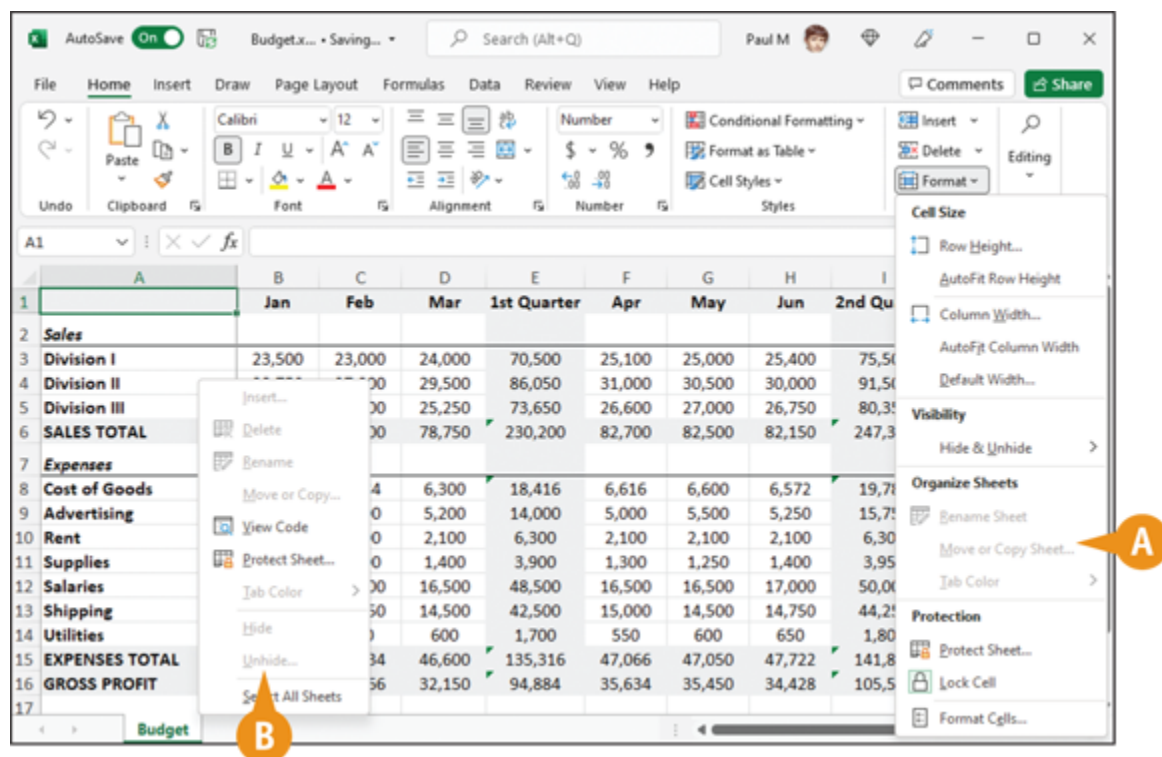 AutoSave On Budget.x... • Saving... Search (Alt+Q) Paul M
File Home Insert Draw Page Layout Formulas Data Review View Help Comments Share
Calibri 12 Number Conditional Formatting Insert
Paste B I U A A $ % Format as Table Delete Editing
A Cell Styles Format
Undo Clipboard Font Alignment Number Styles
A1 fx
A B C D E F G H I
1 Jan Feb Mar 1st Quarter Apr May Jun 2nd Qu
2 Sales
3 Division I 23,500 23,000 24,000 70,500 25,100 25,000 25,400
4 Division II 29,500 86,050 31,000 30,500 30,000
5 Division III 25,250 73,650 26,600 27,000 26,750
6 SALES TOTAL 78,750 230,200 82,700 82,500 82,150
7 Expenses
8 Cost of Goods 6,300 18,416 6,616 6,600 6,572
9 Advertising 5,200 14,000 5,000 5,500 5,250
10 Rent 2,100 6,300 2,100 2,100 2,100
11 Supplies 1,400 3,900 1,300 1,250 1,400
12 Salaries 16,500 48,500 16,500 16,500 17,000
13 Shipping 14,500 42,500 15,000 14,500 14,750
14 Utilities 600 1,700 550 600 650
15 EXPENSES TOTAL 46,600 135,316 47,066 47,050 47,722
16 GROSS PROFIT 32,150 94,884 35,634 35,450 34,428
17
Budget
Insert...
Delete
Rename
Move or Copy...
View Code
Protect Sheet...
Tab Color
Hide
Unhide...
Select All Sheets
B
Cell Size
Row Height...
AutoFit Row Height
Column Width...
AutoFit Column Width
Default Width...
Visibility
Hide & Unhide
Organize Sheets
Rename Sheet
Move or Copy Sheet...
Tab Color
Protection
Protect Sheet...
Lock Cell
Format Cells...
A